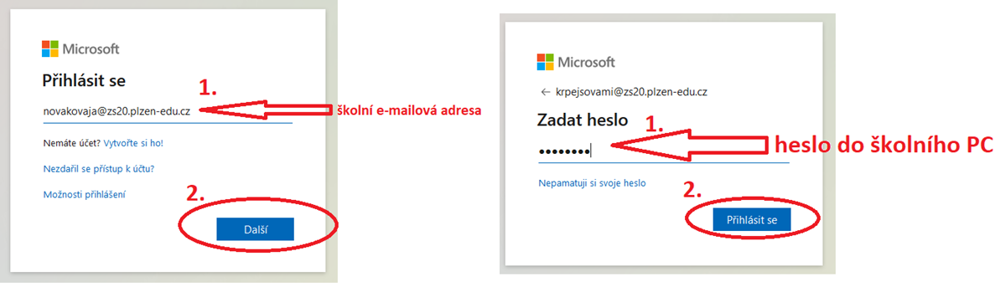 Microsoft
Přihlásit se
1.
novakovaja@zs20.plzen-edu.cz
školní e-mailová adresa
Nemáte účet? Vytvořte si ho!
Nezdařil se přístup k účtu?
Možnosti přihlášení
2.
Další
Microsoft
← krpejsovami@zs20.plzen-edu.cz
Zadat heslo
1.
••••••••
heslo do školního PC
Nepamatuji si svoje heslo
2.
Přihlásit se